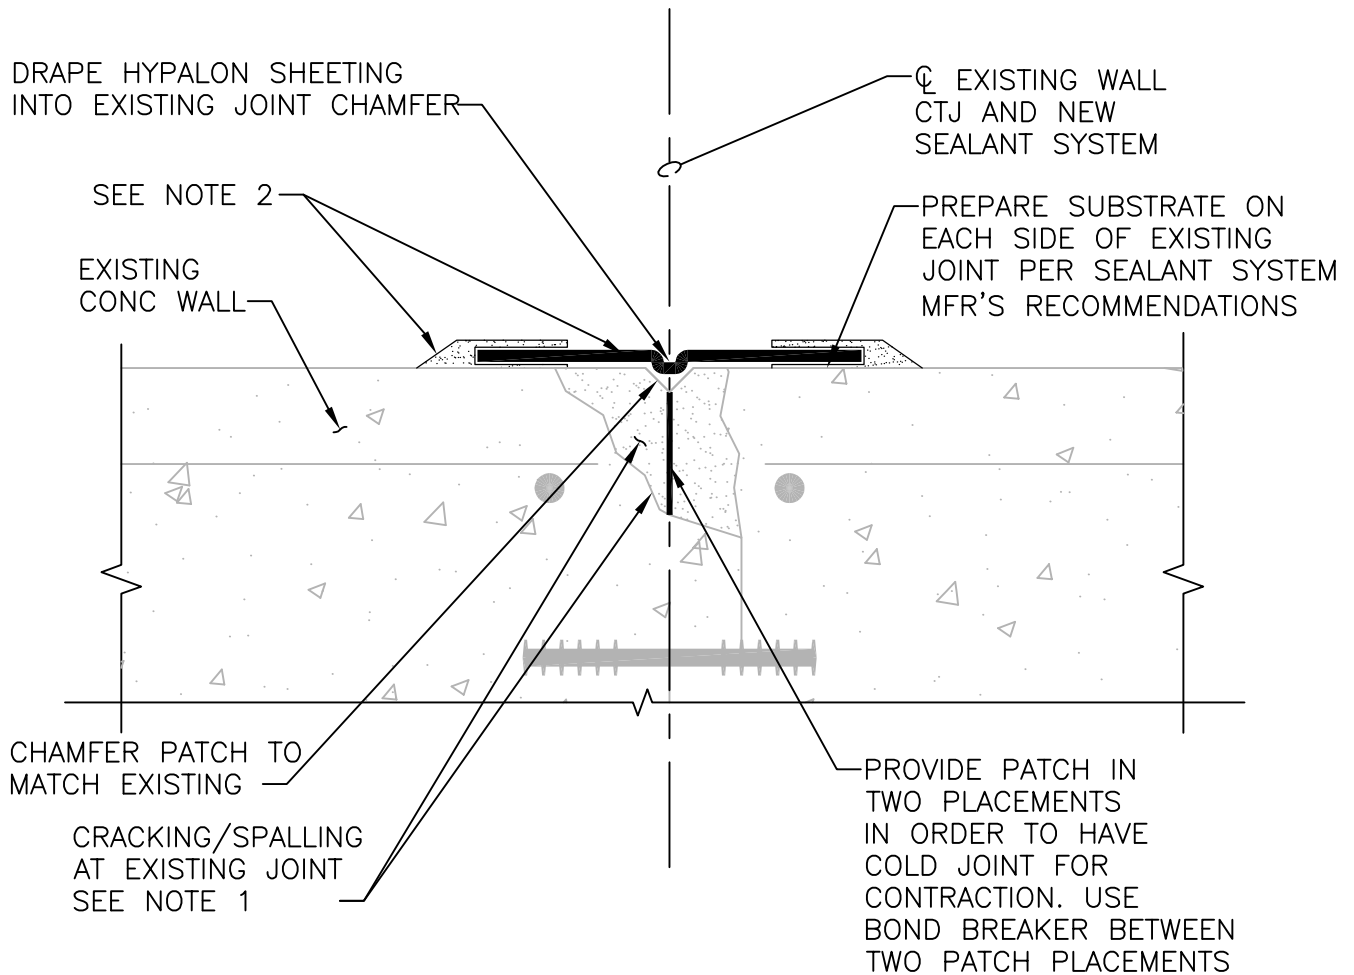 DRAPE HYPALON SHEETING
INTO EXISTING JOINT CHAMFER
℄ EXISTING WALL
CTJ AND NEW
SEALANT SYSTEM
SEE NOTE 2
PREPARE SUBSTRATE ON
EACH SIDE OF EXISTING
JOINT PER SEALANT SYSTEM
MFR'S RECOMMENDATIONS
EXISTING
CONC WALL
CHAMFER PATCH TO
MATCH EXISTING
CRACKING/SPALLING
AT EXISTING JOINT
SEE NOTE 1
PROVIDE PATCH IN
TWO PLACEMENTS
IN ORDER TO HAVE
COLD JOINT FOR
CONTRACTION. USE
BOND BREAKER BETWEEN
TWO PATCH PLACEMENTS